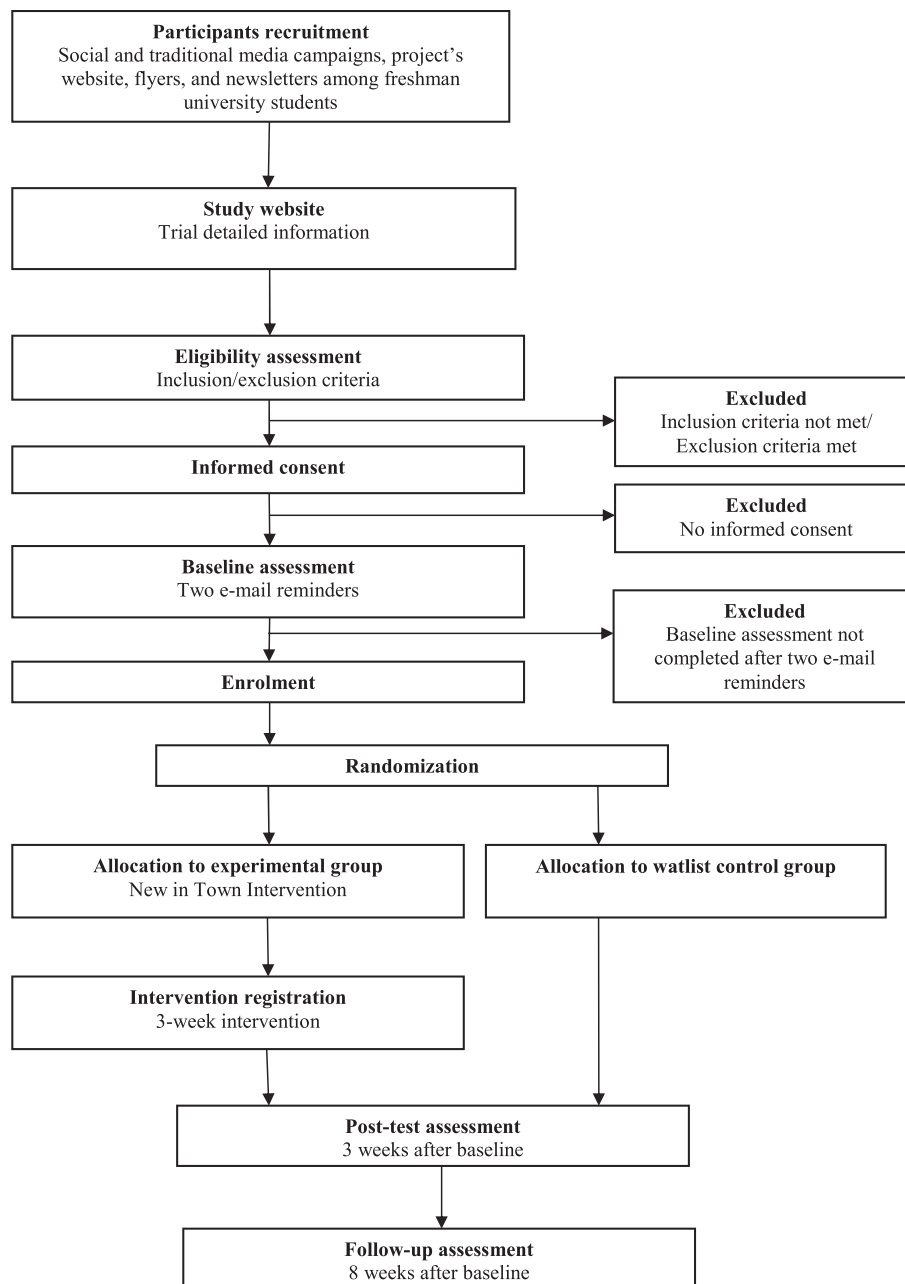 Participants recruitment
Social and traditional media campaigns, project's
website, flyers, and newsletters among freshman
university students
Study website
Trial detailed information
Eligibility assessment
Inclusion/exclusion criteria
Excluded
Inclusion criteria not met/
Exclusion criteria met
Informed consent
Excluded
No informed consent
Baseline assessment
Two e-mail reminders
Excluded
Baseline assessment not
completed after two e-mail
reminders
Enrolment
Randomization
Allocation to experimental group
New in Town Intervention
Allocation to watlist control group
Intervention registration
3-week intervention
Post-test assessment
3 weeks after baseline
Follow-up assessment
8 weeks after baseline